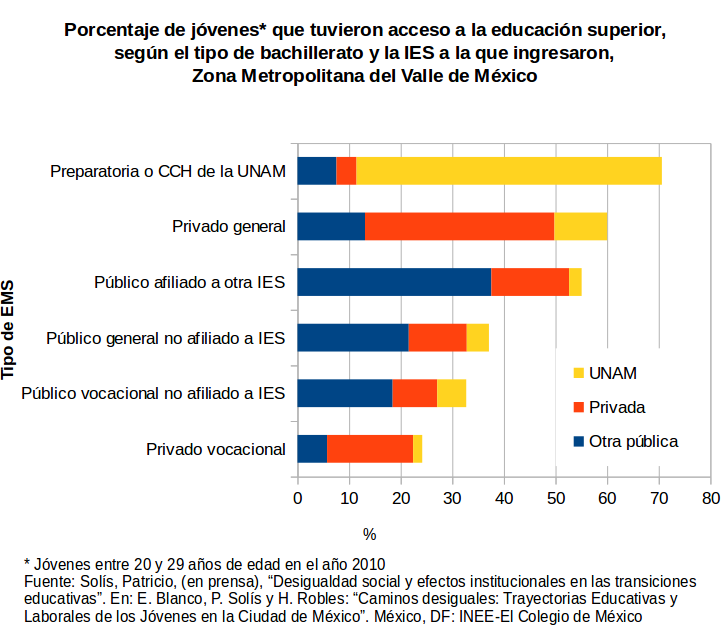 Porcentaje de jóvenes* que tuvieron acceso a la educación superior,
según el tipo de bachillerato y la IES a la que ingresaron,
Zona Metropolitana del Valle de México
Tipo de EMS
Preparatoria o CCH de la UNAM
Privado general
Público afiliado a otra IES
Público general no afiliado a IES
Público vocacional no afiliado a IES
Privado vocacional
UNAM
Privada
Otra pública
0 10 20 30 40 50 60 70 80
%
* Jóvenes entre 20 y 29 años de edad en el año 2010
Fuente: Solís, Patricio, (en prensa), “Desigualdad social y efectos institucionales en las transiciones
educativas”. En: E. Blanco, P. Solís y H. Robles: “Caminos desiguales: Trayectorias Educativas y
Laborales de los Jóvenes en la Ciudad de México”. México, DF: INEE-El Colegio de México